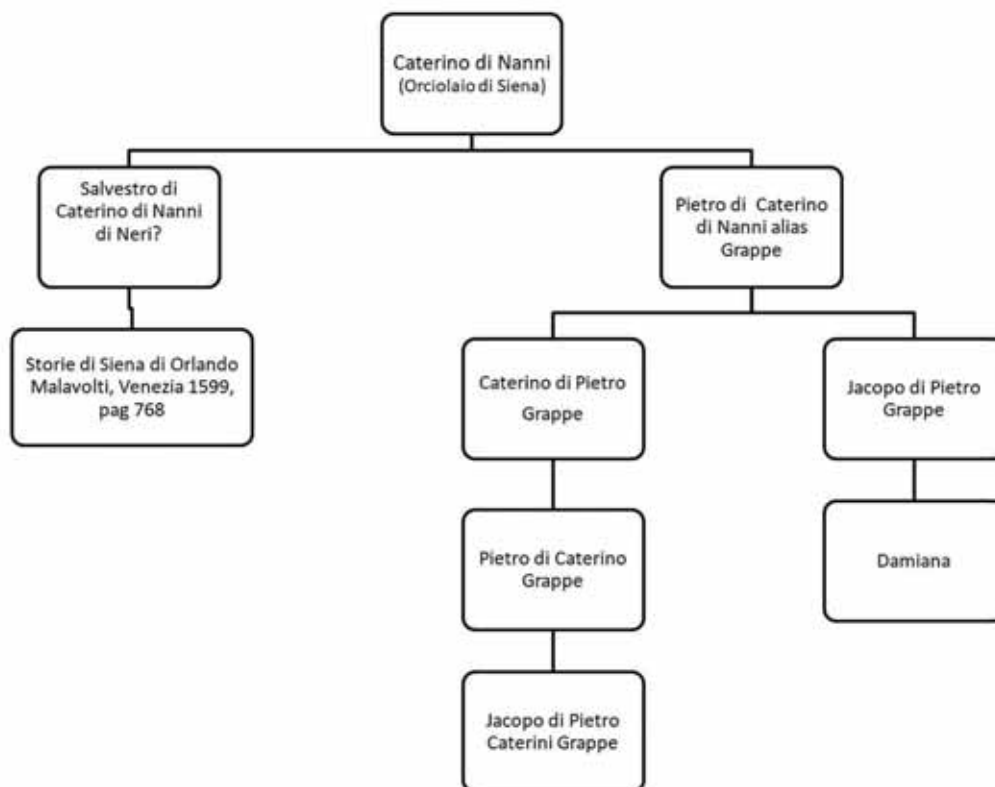 Caterino di Nanni
(Orciolaio di Siena)
Salvestro di
Caterino di Nanni
di Neri?
Pietro di Caterino
di Nanni alias
Grappe
Storie di Siena di Orlando
Malavolti, Venezia 1599,
pag 768
Caterino di Pietro
Grappe
Jacopo di Pietro
Grappe
Pietro di Caterino
Grappe
Damiana
Jacopo di Pietro
Caterini Grappe